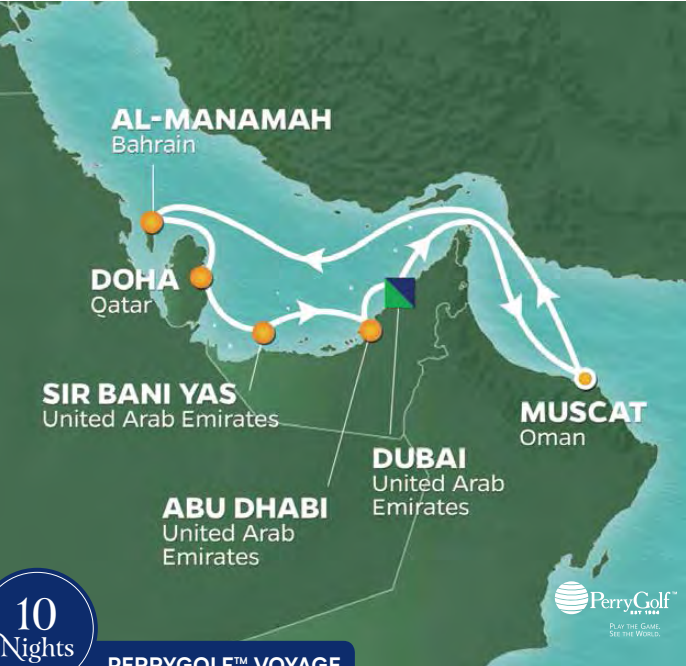 AL-MANAMAH
Bahrain
DOHA
Qatar
SIR BANI YAS
United Arab Emirates
MUSCAT
Oman
DUBAI
United Arab
Emirates
ABU DHABI
United Arab
Emirates
10
Nights
PerryGolf™
EST 1984
PLAY THE GAME.
SEE THE WORLD.
PERRYGOLF™ VOYAGE